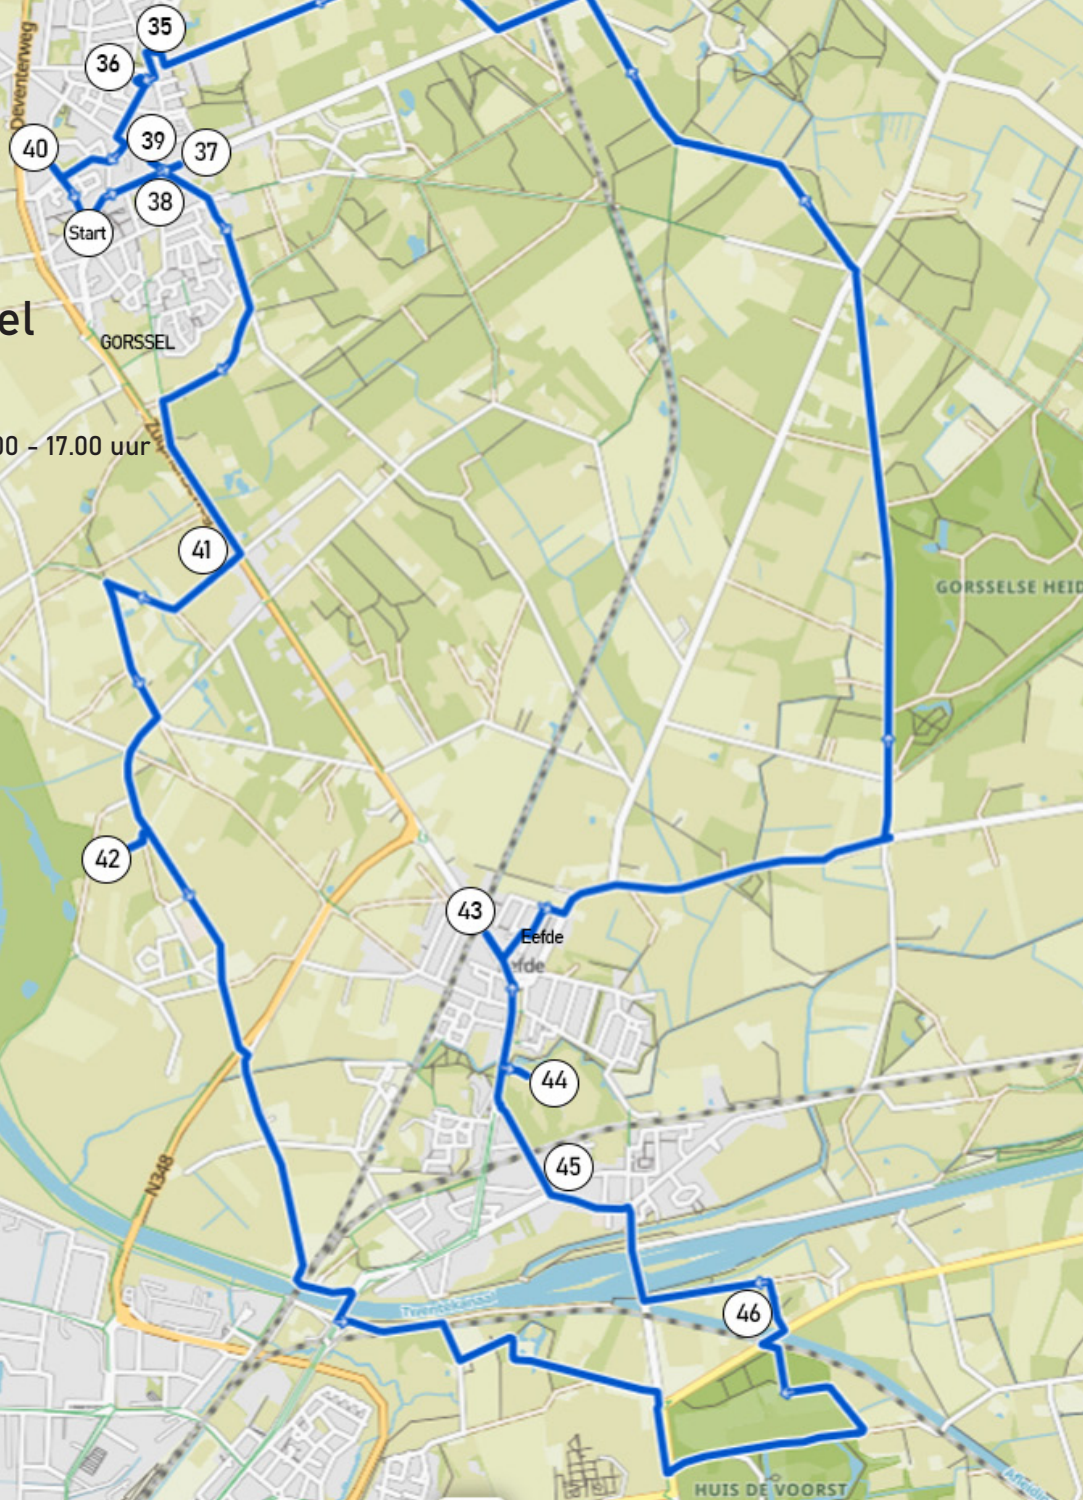 35
36
Deventerweg
40
39
37
38
Start
el
GORSSEL
00 - 17.00 uur
41
GORSSELSE HEID
42
43
Eefde
efde
44
45
N348
Twentekanaal
46
HUIS DE VOORST